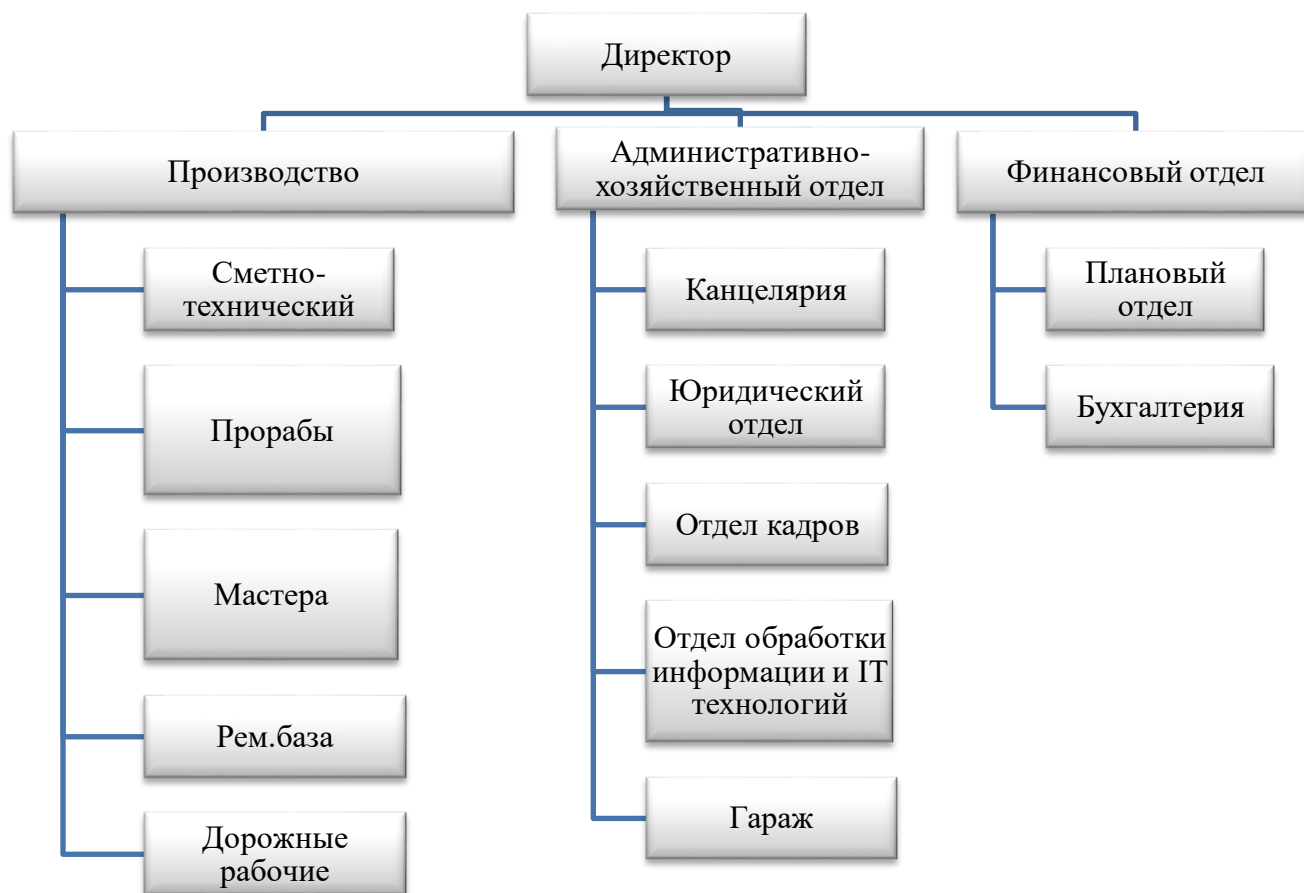 Директор
Производство
Административно-
хозяйственный отдел
Финансовый отдел
Сметно-
технический
Прорабы
Мастера
Рем.база
Дорожные
рабочие
Канцелярия
Юридический
отдел
Отдел кадров
Отдел обработки
информации и IT
технологий
Гараж
Плановый
отдел
Бухгалтерия